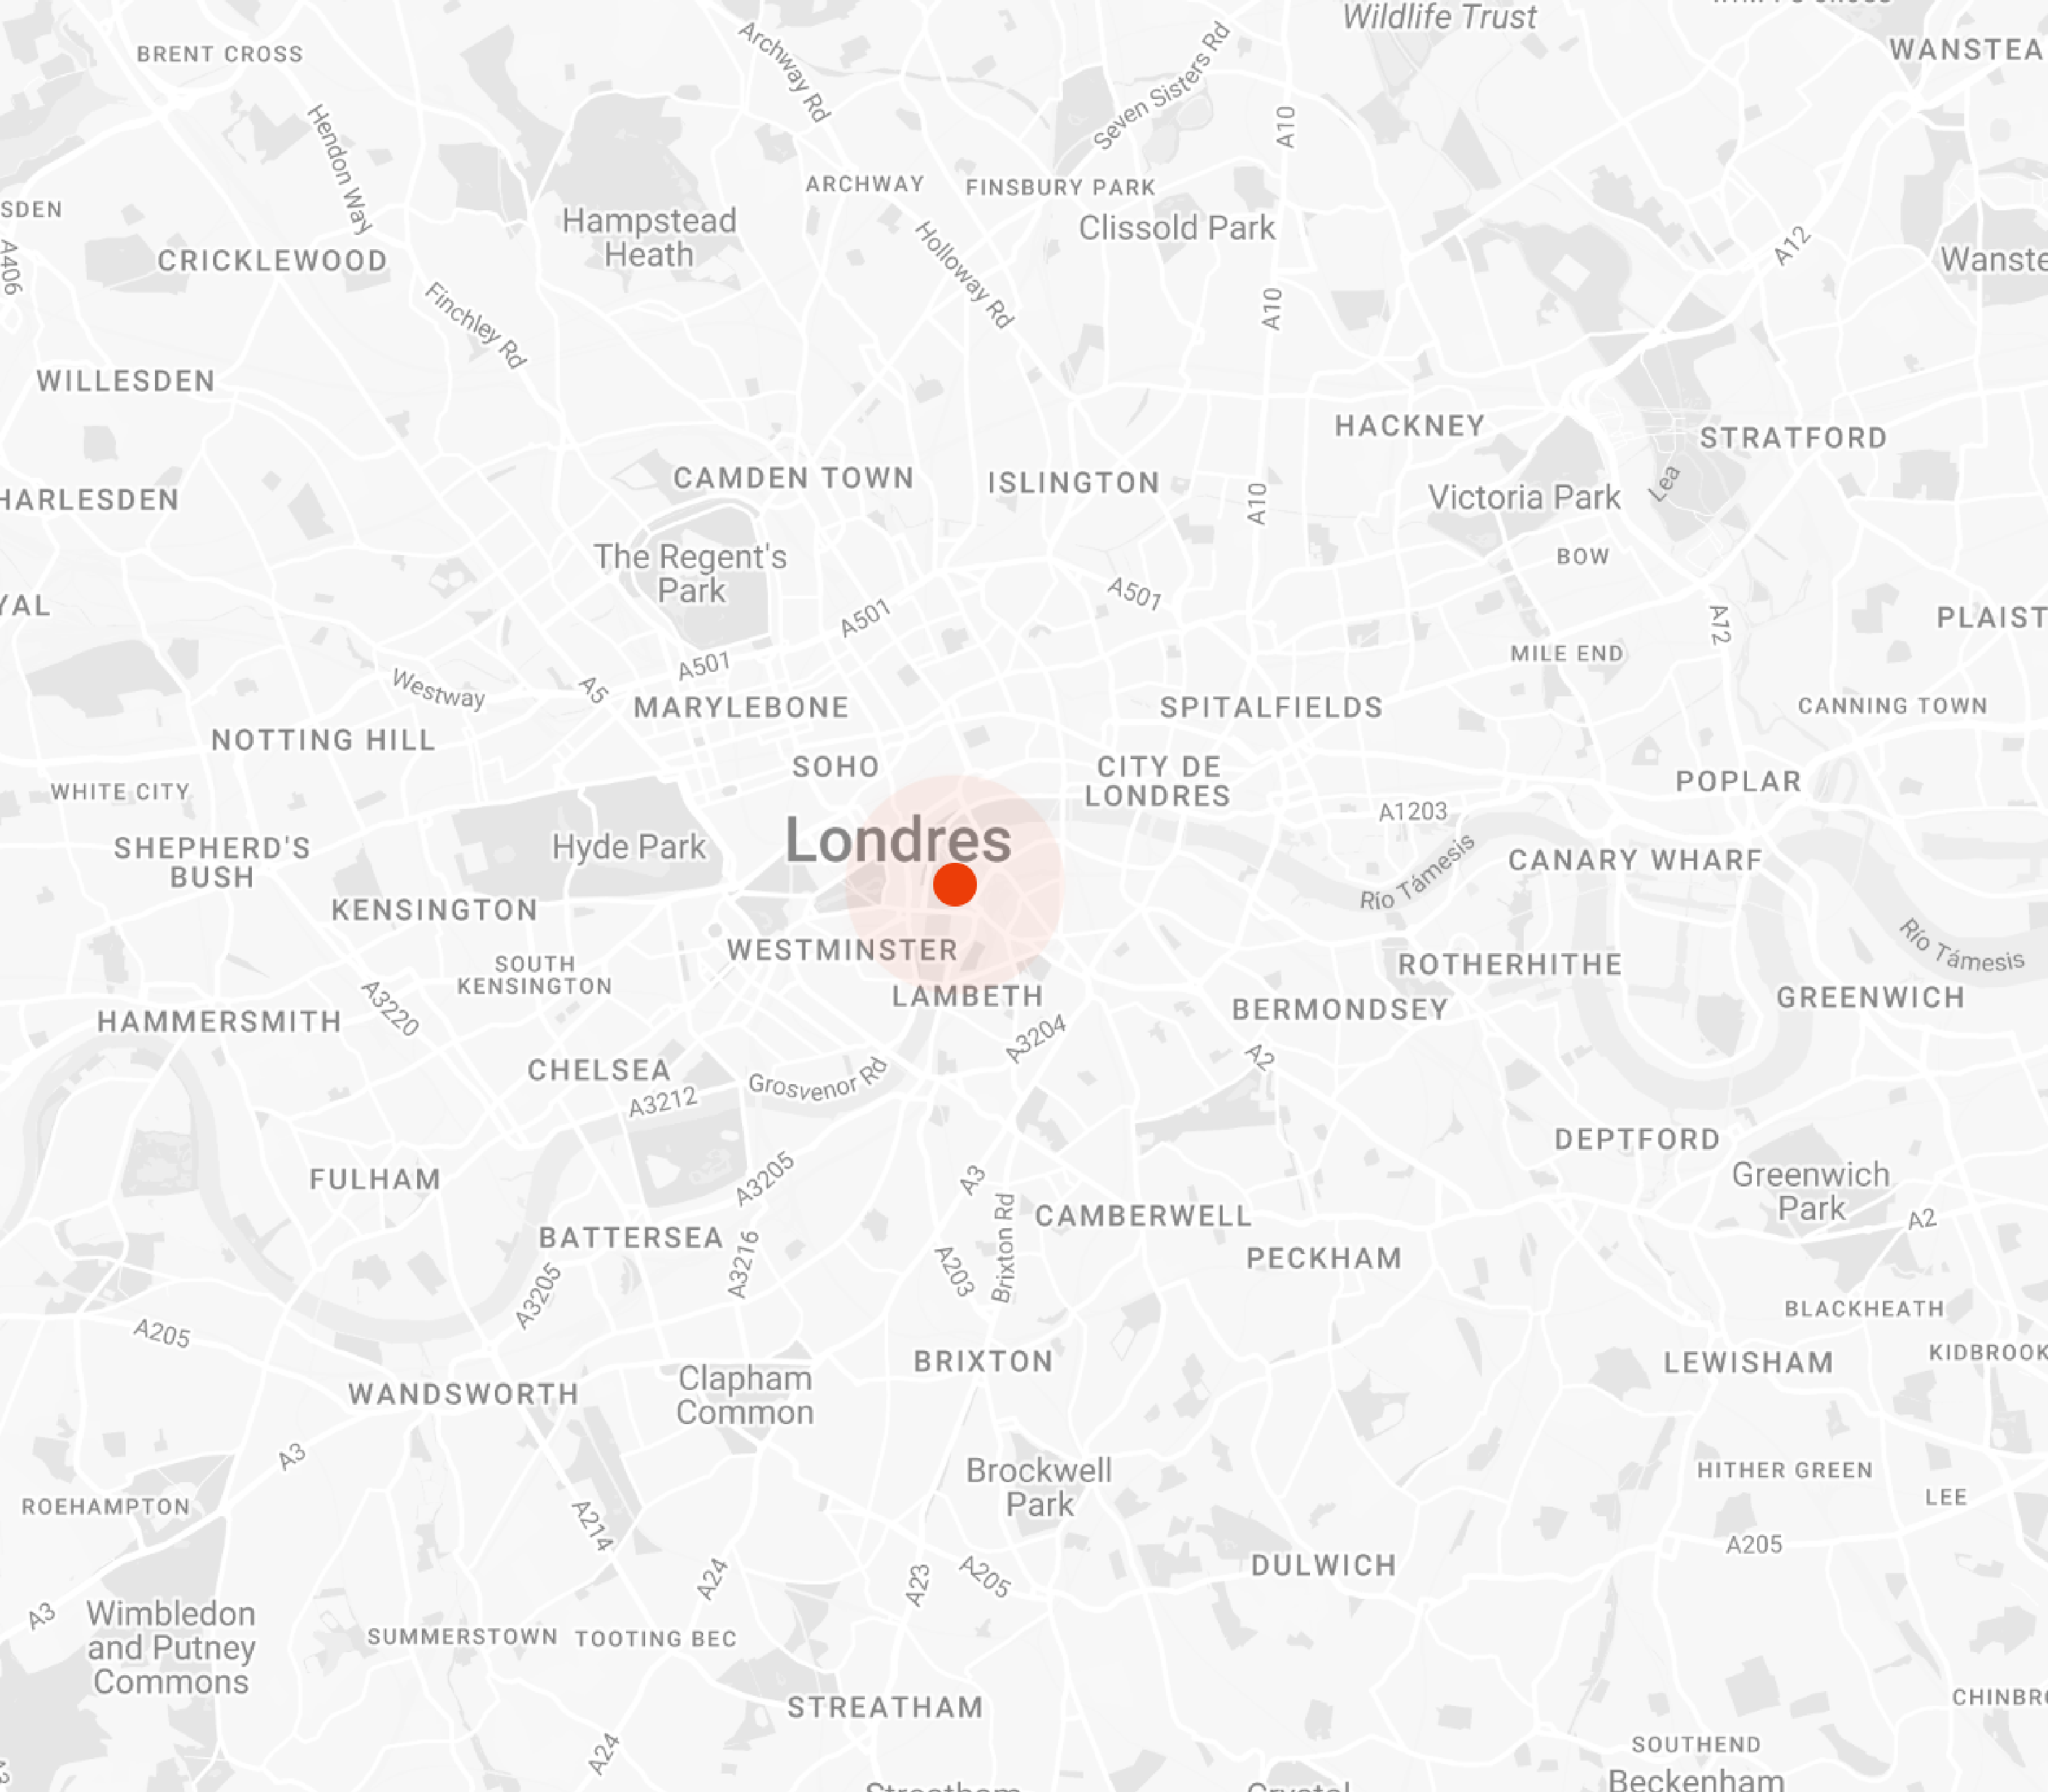 Wildlife Trust
BRENT CROSS
Archway Rd
Seven Sisters Rd
WANSTEA
A10
Hendon Way
ARCHWAY
FINSBURY PARK
SDEN
Hampstead
Heath
Clissold Park
A406
CRICKLEWOOD
Holloway Rd
A12
Wanste
Finchley Rd
A10
WILLESDEN
HACKNEY
STRATFORD
CAMDEN TOWN
ISLINGTON
A10
Victoria Park
Lea
HARLESDEN
The Regent's
Park
BOW
A501
A501
YAL
A12
PLAIST
A501
MILE END
Westway
A5
MARYLEBONE
SPITALFIELDS
CANNING TOWN
NOTTING HILL
SOHO
CITY DE
LONDRES
POPLAR
WHITE CITY
A1203
SHEPHERD'S
BUSH
Hyde Park
Londres
Río Támesis
CANARY WHARF
KENSINGTON
WESTMINSTER
Río Támesis
SOUTH
KENSINGTON
ROTHERHITHE
LAMBETH
GREENWICH
A3220
BERMONDSEY
HAMMERSMITH
A3204
A2
CHELSEA
Grosvenor Rd
A3212
DEPTFORD
FULHAM
A3205
A3
Greenwich
Park
CAMBERWELL
A2
BATTERSEA
A3216
A203
Brixton Rd
PECKHAM
A3205
BLACKHEATH
A205
KIDBROOK
BRIXTON
LEWISHAM
Clapham
Common
WANDSWORTH
A3
Brockwell
Park
HITHER GREEN
LEE
ROEHAMPTON
A214
A205
DULWICH
A24
A23
A205
A3
Wimbledon
and Putney
Commons
SUMMERSTOWN
TOOTING BEC
STREATHAM
CHINBRO
A24
SOUTHEND
Beckenham
A3
Streatham
Crystal